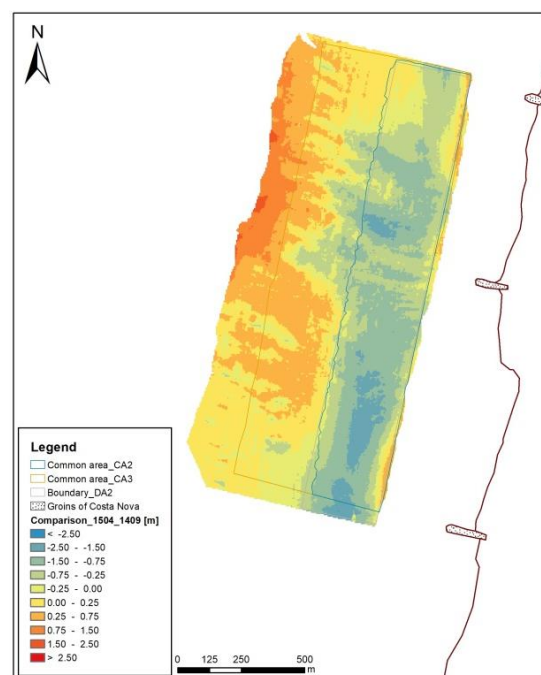 N
Legend
Common area_CA2
Common area_CA3
Boundary_DA2
Groins of Costa Nova
Comparison_1504_1409 [m]
< -2.50
-2.50 - -1.50
-1.50 - -0.75
-0.75 - -0.25
-0.25 - 0.00
0.00 - 0.25
0.25 - 0.75
0.75 - 1.50
1.50 - 2.50
> 2.50
0 125 250 500
m